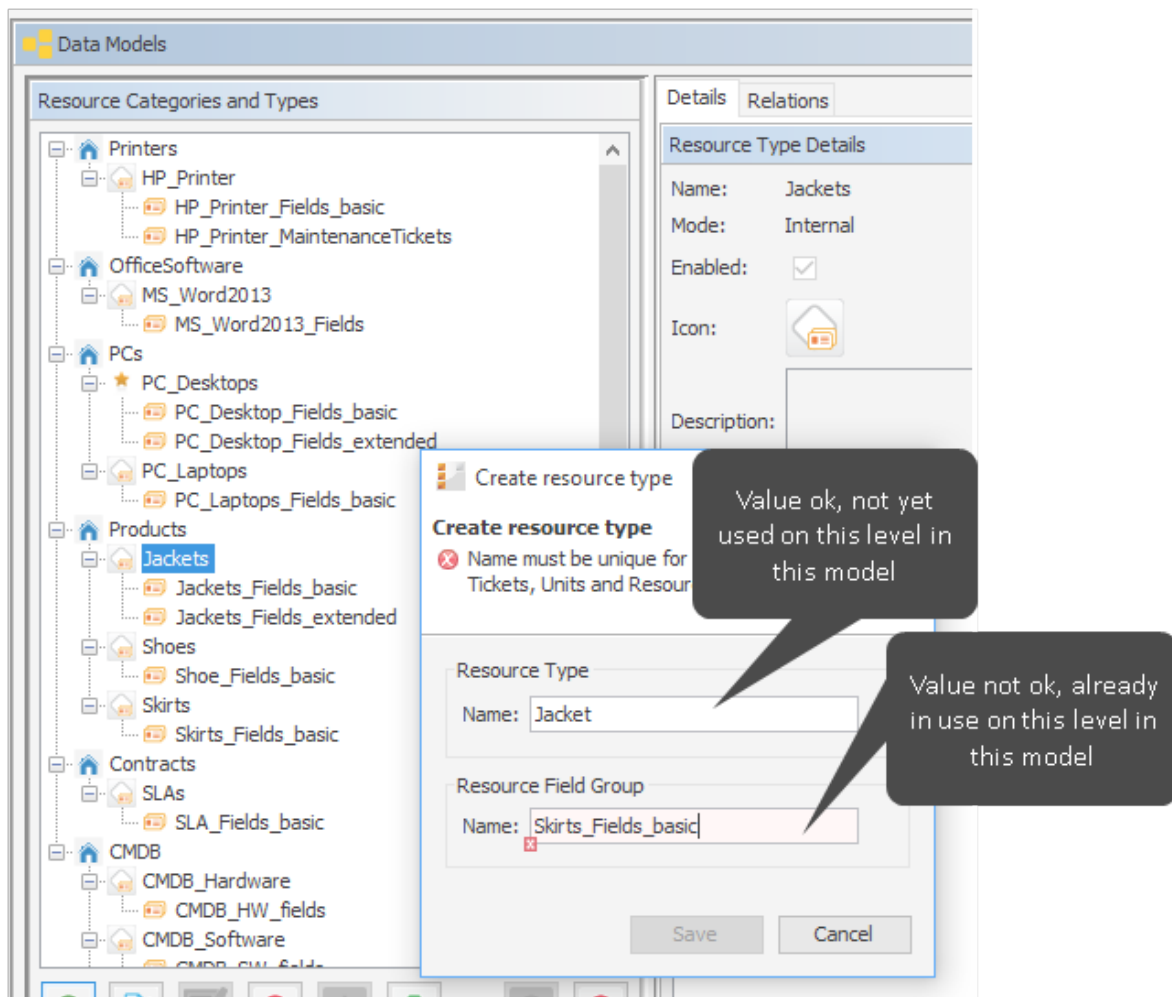 Data Models
Resource Categories and Types
Printers
HP_Printer
HP_Printer_Fields_basic
HP_Printer_MaintenanceTickets
OfficeSoftware
MS_Word2013
MS_Word2013_Fields
PCs
PC_Desktops
PC_Desktop_Fields_basic
PC_Desktop_Fields_extended
PC_Laptops
PC_Laptops_Fields_basic
Products
Jackets
Jackets_Fields_basic
Jackets_Fields_extended
Shoes
Shoe_Fields_basic
Skirts
Skirts_Fields_basic
Contracts
SLAs
SLA_Fields_basic
CMDB
CMDB_Hardware
CMDB_HW_fields
CMDB_Software
CMDB_SW_fields
Details Relations
Resource Type Details
Name: Jackets
Mode: Internal
Enabled:
Icon:
Description:
Create resource type
Create resource type
Name must be unique for
Tickets, Units and Resour
Resource Type
Name: Jacket
Resource Field Group
Name: Skirts_Fields_basic
Save Cancel
Value ok, not yet
used on this level in
this model
Value not ok, already
in use on this level in
this model